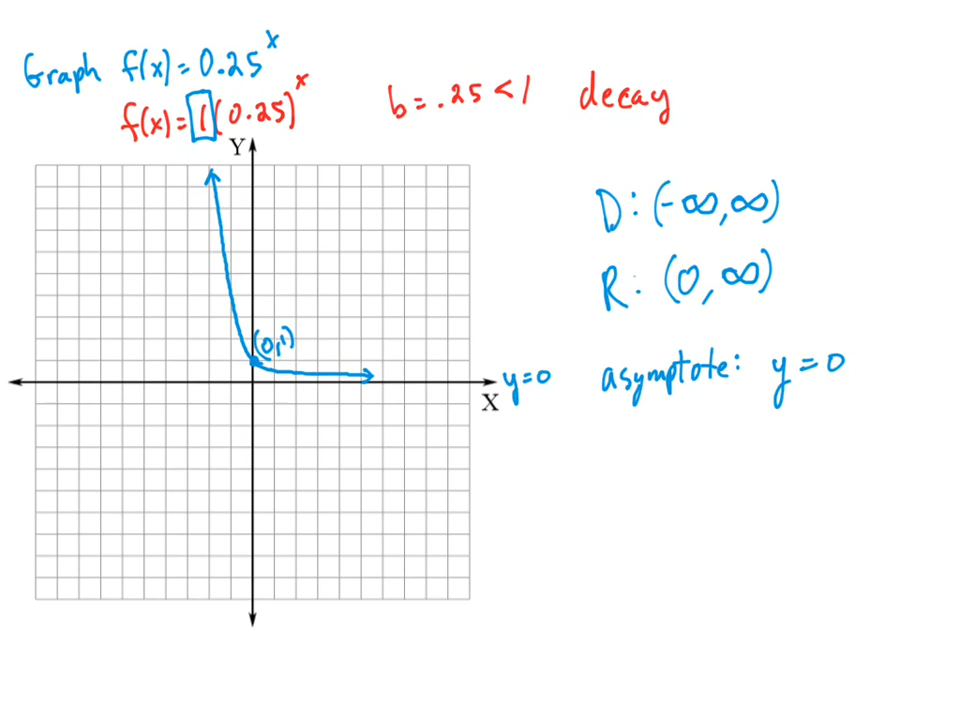 Graph f(x) = 0.25^x
f(x) = 1(0.25)^x
b = .25 < 1 decay
Y
D: (-∞, ∞)
R: (0, ∞)
(0,1)
asymptote: y = 0
y = 0
X